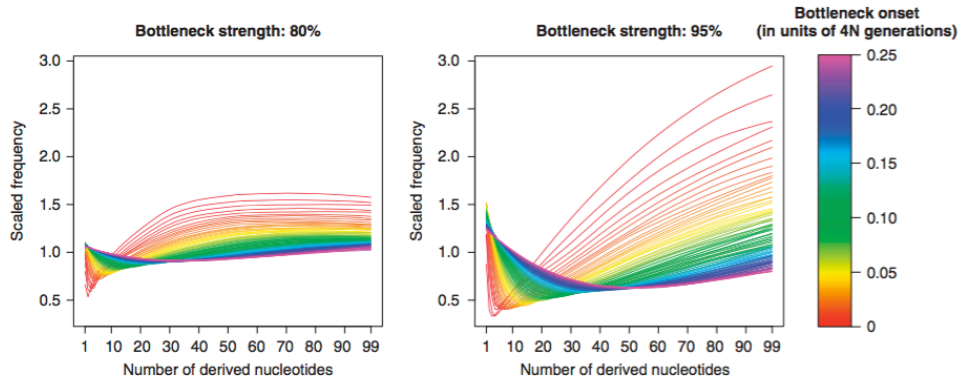 Bottleneck strength: 80%
3.0
2.5
2.0
1.5
1.0
0.5
Scaled frequency
1 10 20 30 40 50 60 70 80 90 99
Number of derived nucleotides
Bottleneck strength: 95%
3.0
2.5
2.0
1.5
1.0
0.5
Scaled frequency
1 10 20 30 40 50 60 70 80 90 99
Number of derived nucleotides
Bottleneck onset
(in units of 4N generations)
0.25
0.20
0.15
0.10
0.05
0